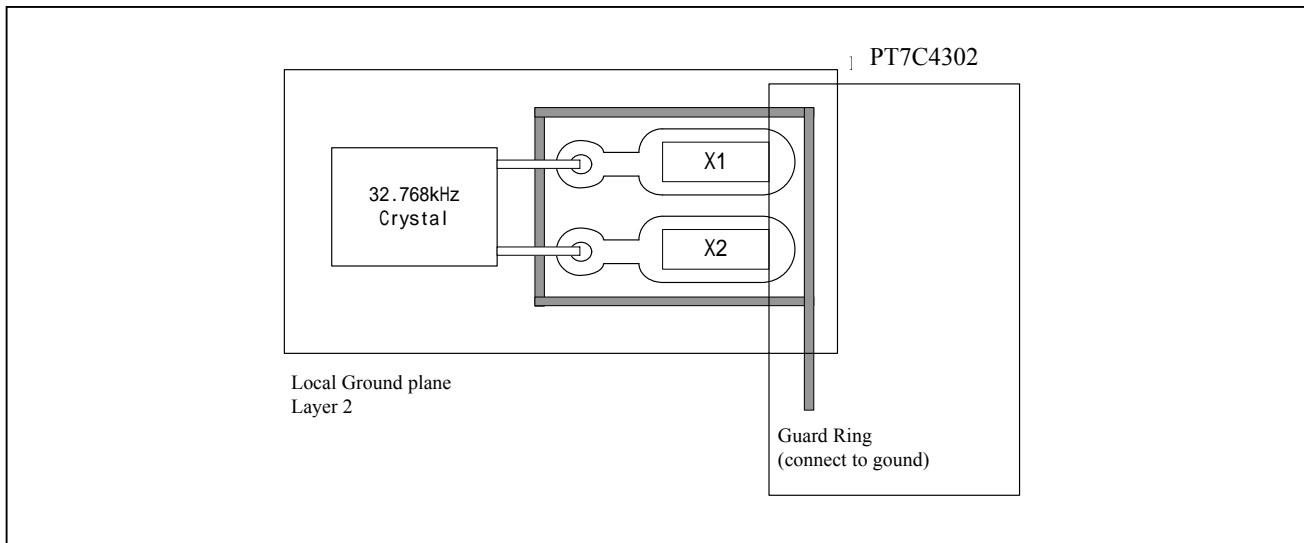 PT7C4302
32.768kHz
Crystal
X1
X2
Local Ground plane
Layer 2
Guard Ring
(connect to gound)